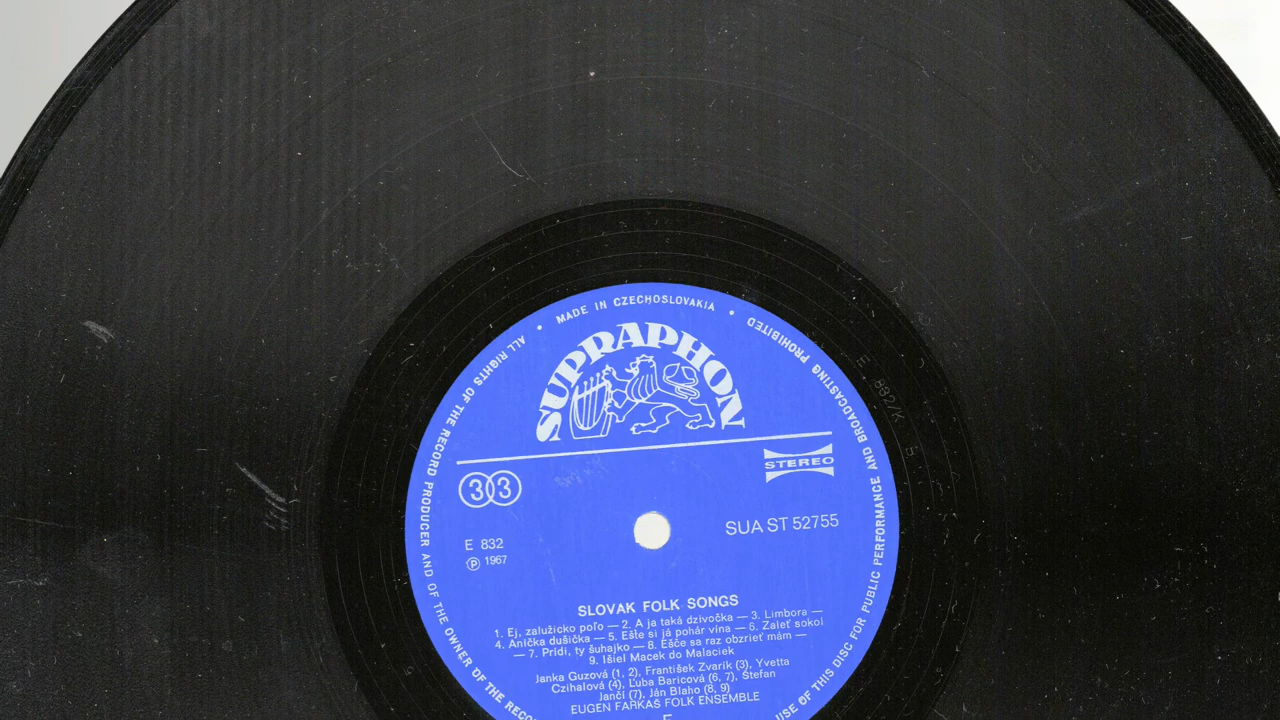 ALL RIGHTS OF THE RECORD PRODUCER AND OF THE OWNER OF THE
MADE IN CZECHOSLOVAKIA
USE OF THIS DISC FOR PUBLIC PERFORMANCE AND BROADCASTING PROHIBITED
SUPRAPHON
STEREO
33
SUA ST 52755
E 832
Ⓟ 1967
SLOVAK FOLK SONGS
1. Ej, zalužicko poľo — 2. A ja taká dzivočka — 3. Limbora —
4. Anička dušička — 5. Ešte si já pohár vína — 6. Zaleť sokol
— 7. Pridi, ty šuhajko — 8. Ešče sa raz obzrieť mám —
9. Išiel Macek do Malaciek
Janka Guzová (1, 2), František Zvarík (3), Yvetta
Czihalová (4), Ľuba Baricová (6, 7), Štefan
Jančí (7), Ján Blaho (8, 9)
EUGEN FARKAŠ FOLK ENSEMBLE